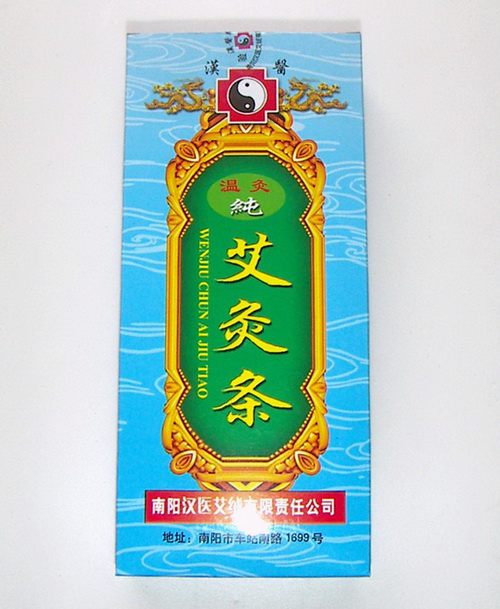 漢 醫
温灸
純
艾灸条
WENJIU CHUN AI JIU TIAO
南阳汉医艾绒有限责任公司
地址：南阳市车站南路1699号